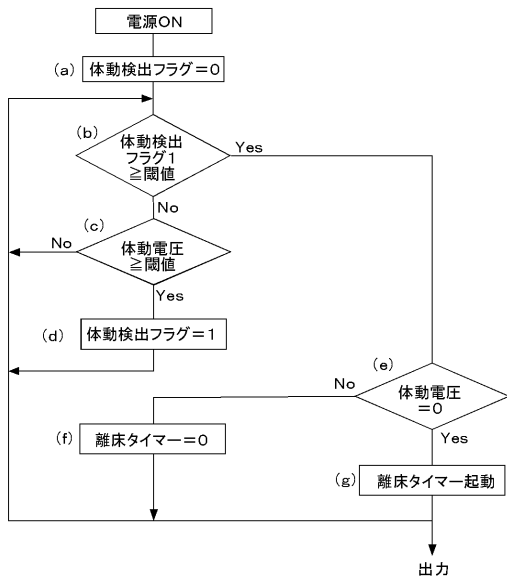 電源ON
(a)
体動検出フラグ＝0
(b)
体動検出
フラグ1
≧閾値
Yes
No
(c)
No
体動電圧
≧閾値
Yes
(d)
体動検出フラグ＝1
(e)
No
体動電圧
＝0
Yes
(f)
離床タイマー＝0
(g)
離床タイマー起動
出力